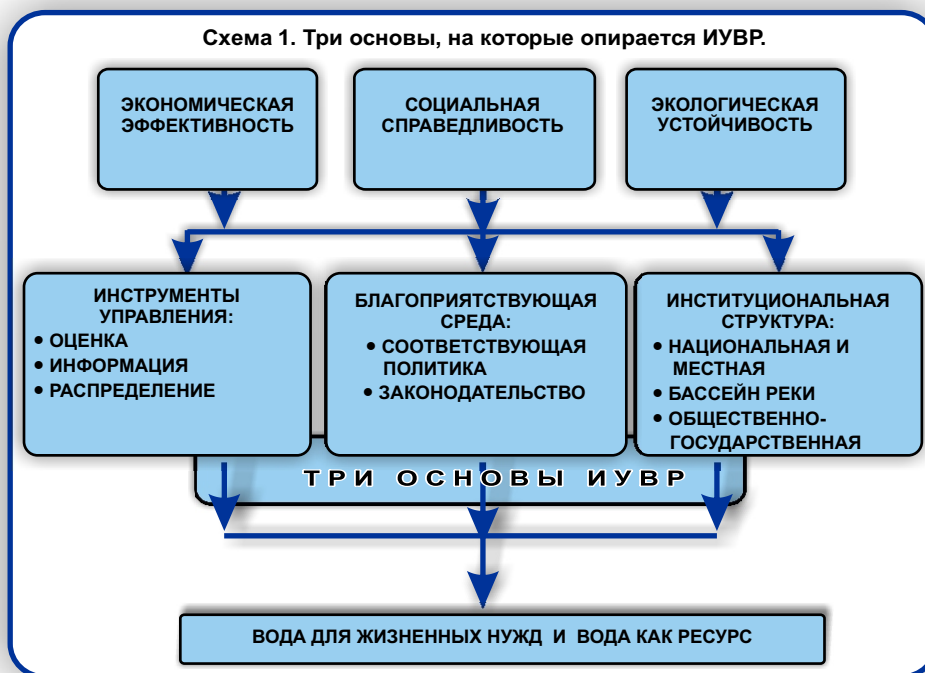 Схема 1. Три основы, на которые опирается ИУВР.
ЭКОНОМИЧЕСКАЯ
ЭФФЕКТИВНОСТЬ
СОЦИАЛЬНАЯ
СПРАВЕДЛИВОСТЬ
ЭКОЛОГИЧЕСКАЯ
УСТОЙЧИВОСТЬ
ИНСТРУМЕНТЫ
УПРАВЛЕНИЯ:
• ОЦЕНКА
• ИНФОРМАЦИЯ
• РАСПРЕДЕЛЕНИЕ
БЛАГОПРИЯТСТВУЮЩАЯ
СРЕДА:
• СООТВЕТСТВУЮЩАЯ
ПОЛИТИКА
• ЗАКОНОДАТЕЛЬСТВО
ИНСТИТУЦИОНАЛЬНАЯ
СТРУКТУРА:
• НАЦИОНАЛЬНАЯ И
МЕСТНАЯ
• БАССЕЙН РЕКИ
• ОБЩЕСТВЕННО-
ГОСУДАРСТВЕННАЯ
ТРИ ОСНОВЫ ИУВР
ВОДА ДЛЯ ЖИЗНЕННЫХ НУЖД И ВОДА КАК РЕСУРС